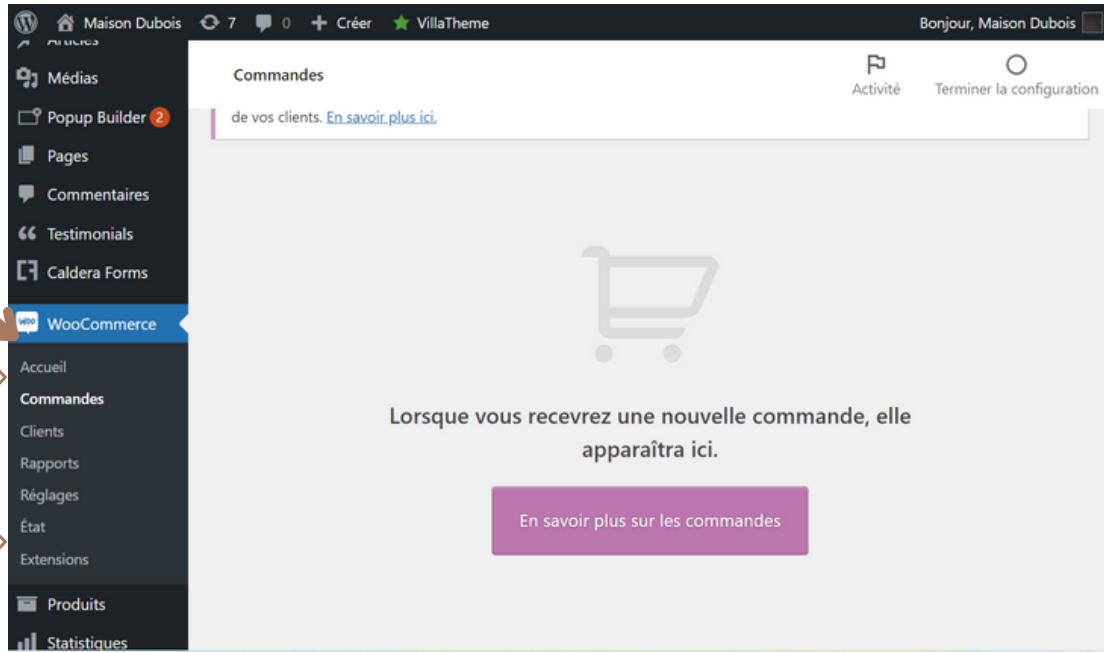 Maison Dubois 7 0 + Créer VillaTheme Bonjour, Maison Dubois
Articles
Médias
Popup Builder 2
Pages
Commentaires
Testimonials
Caldera Forms
woo WooCommerce
Accueil
Commandes
Clients
Rapports
Réglages
État
Extensions
Produits
Statistiques
Commandes
Activité
Terminer la configuration
de vos clients. En savoir plus ici.
Lorsque vous recevrez une nouvelle commande, elle
apparaîtra ici.
En savoir plus sur les commandes